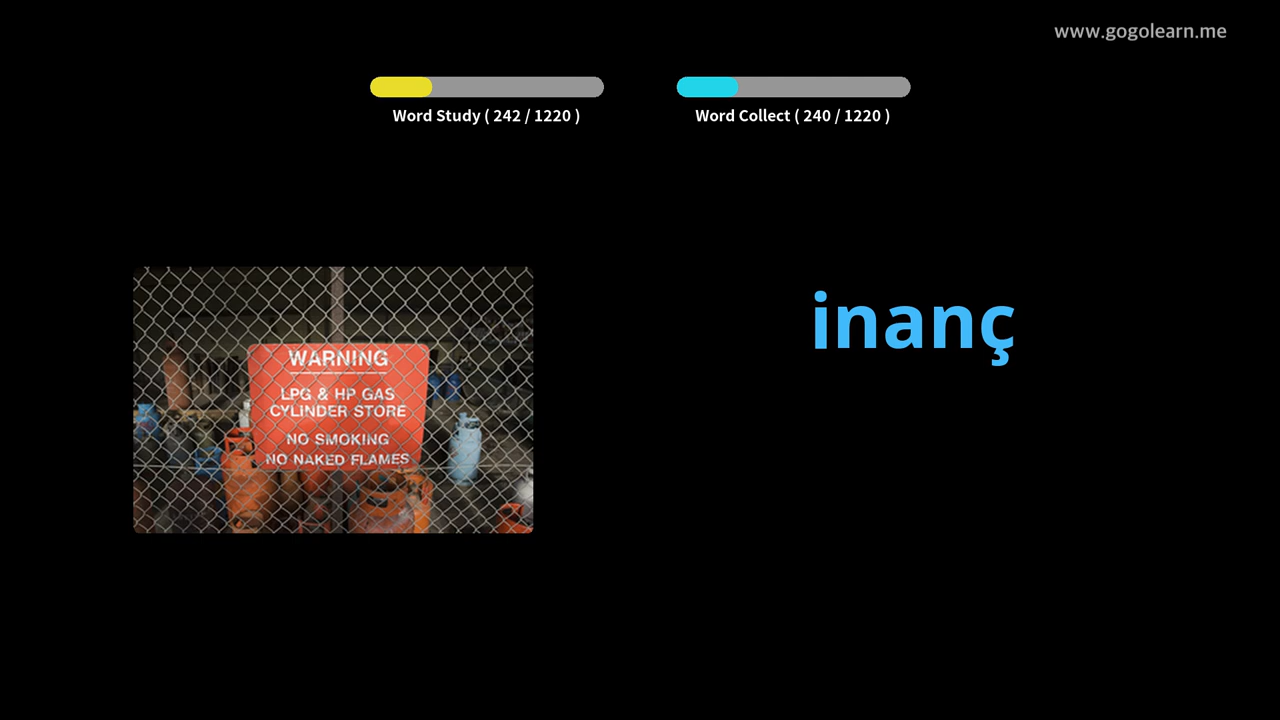 www.gogolearn.me
Word Study ( 242 / 1220 )
Word Collect ( 240 / 1220 )
inanç
WARNING
LPG & HP GAS
CYLINDER STORE
NO SMOKING
NO NAKED FLAMES